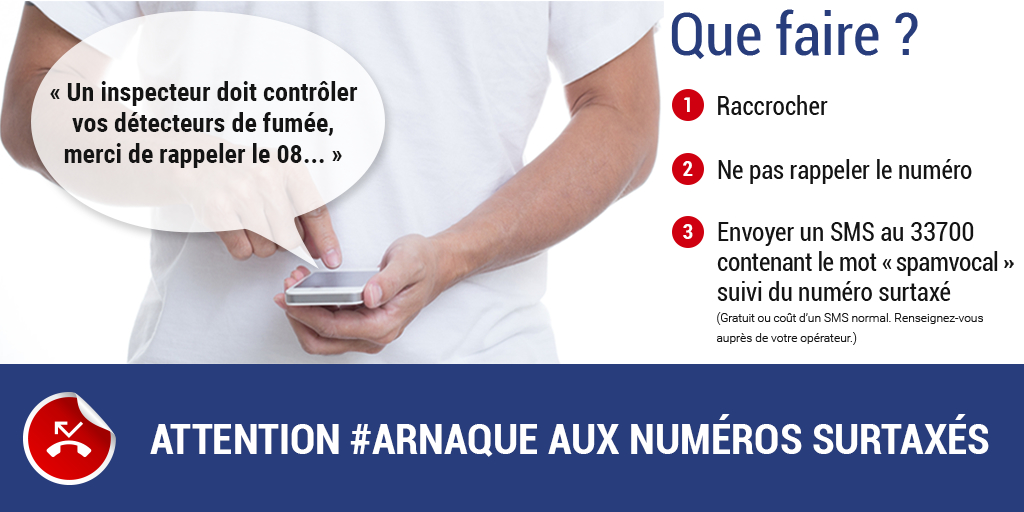 « Un inspecteur doit contrôler
vos détecteurs de fumée,
merci de rappeler le 08... »
Que faire ?
1 Raccrocher
2 Ne pas rappeler le numéro
3 Envoyer un SMS au 33700
contenant le mot « spamvocal »
suivi du numéro surtaxé
(Gratuit ou coût d'un SMS normal. Renseignez-vous
auprès de votre opérateur.)
ATTENTION #ARNAQUE AUX NUMÉROS SURTAXÉS